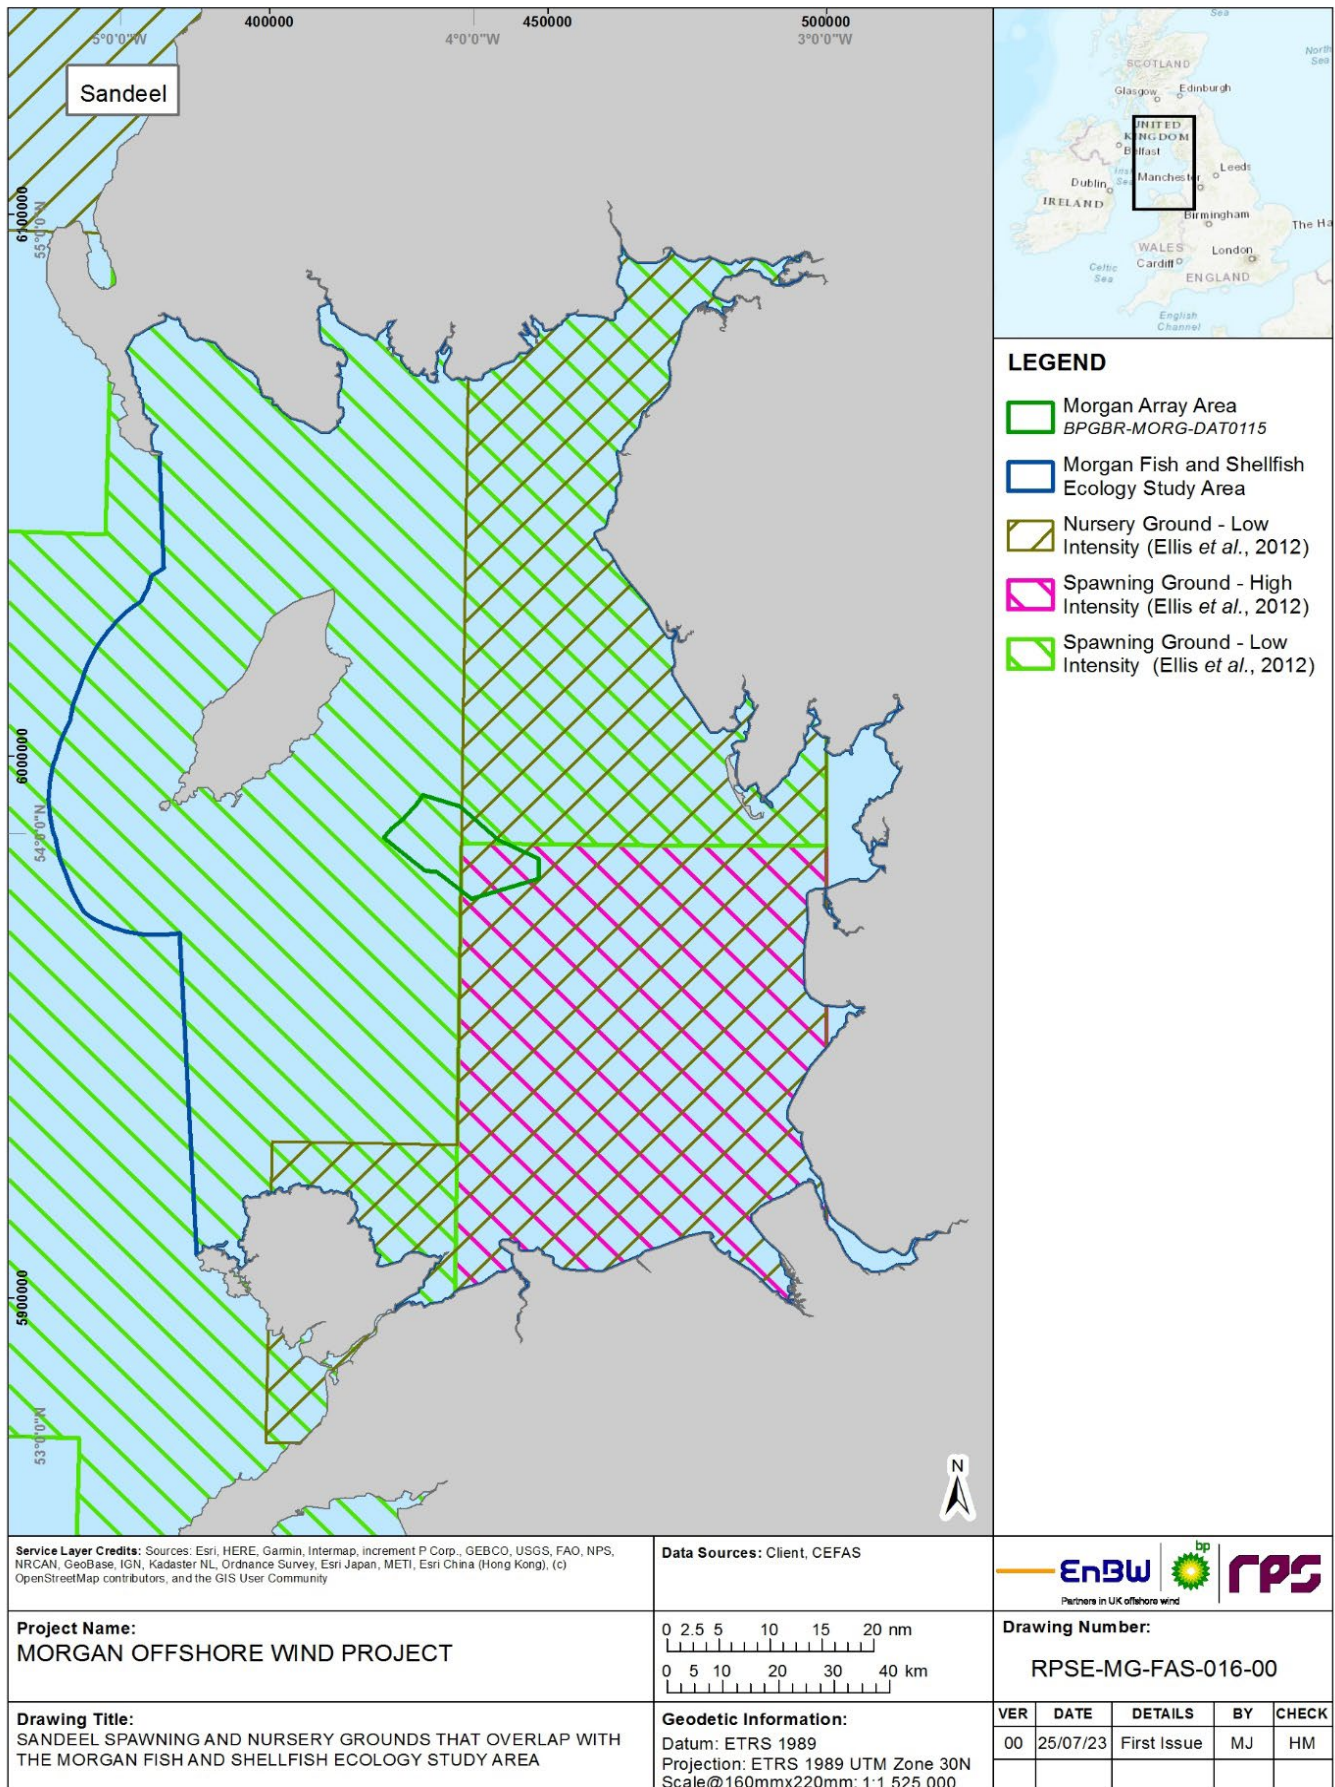 400000
450000
500000
5°0'0"W
4°0'0"W
3°0'0"W
Sandeel
6100000
55°0'0"N
6000000
54°0'0"N
5900000
53°0'0"N
N
Sea
North
Sea
SCOTLAND
Glasgow
Edinburgh
UNITED
KINGDOM
Belfast
Leeds
Dublin
Manchester
IRELAND
Birmingham
The Ha
WALES
London
Cardiff
Celtic
Sea
ENGLAND
English
Channel
LEGEND
Morgan Array Area
BPGBR-MORG-DAT0115
Morgan Fish and Shellfish
Ecology Study Area
Nursery Ground - Low
Intensity (Ellis et al., 2012)
Spawning Ground - High
Intensity (Ellis et al., 2012)
Spawning Ground - Low
Intensity (Ellis et al., 2012)
Service Layer Credits: Sources: Esri, HERE, Garmin, Intermap, increment P Corp., GEBCO, USGS, FAO, NPS,
NRCAN, GeoBase, IGN, Kadaster NL, Ordnance Survey, Esri Japan, METI, Esri China (Hong Kong), (c)
OpenStreetMap contributors, and the GIS User Community
Data Sources: Client, CEFAS
EnBW
bp
rps
Partners in UK offshore wind
Project Name:
MORGAN OFFSHORE WIND PROJECT
0 2.5 5 10 15 20 nm
0 5 10 20 30 40 km
Drawing Number:
RPSE-MG-FAS-016-00
Drawing Title:
SANDEEL SPAWNING AND NURSERY GROUNDS THAT OVERLAP WITH
THE MORGAN FISH AND SHELLFISH ECOLOGY STUDY AREA
Geodetic Information:
Datum: ETRS 1989
Projection: ETRS 1989 UTM Zone 30N
Scale@160mmx220mm: 1:1,525,000
VER DATE DETAILS BY CHECK
00 25/07/23 First Issue MJ HM